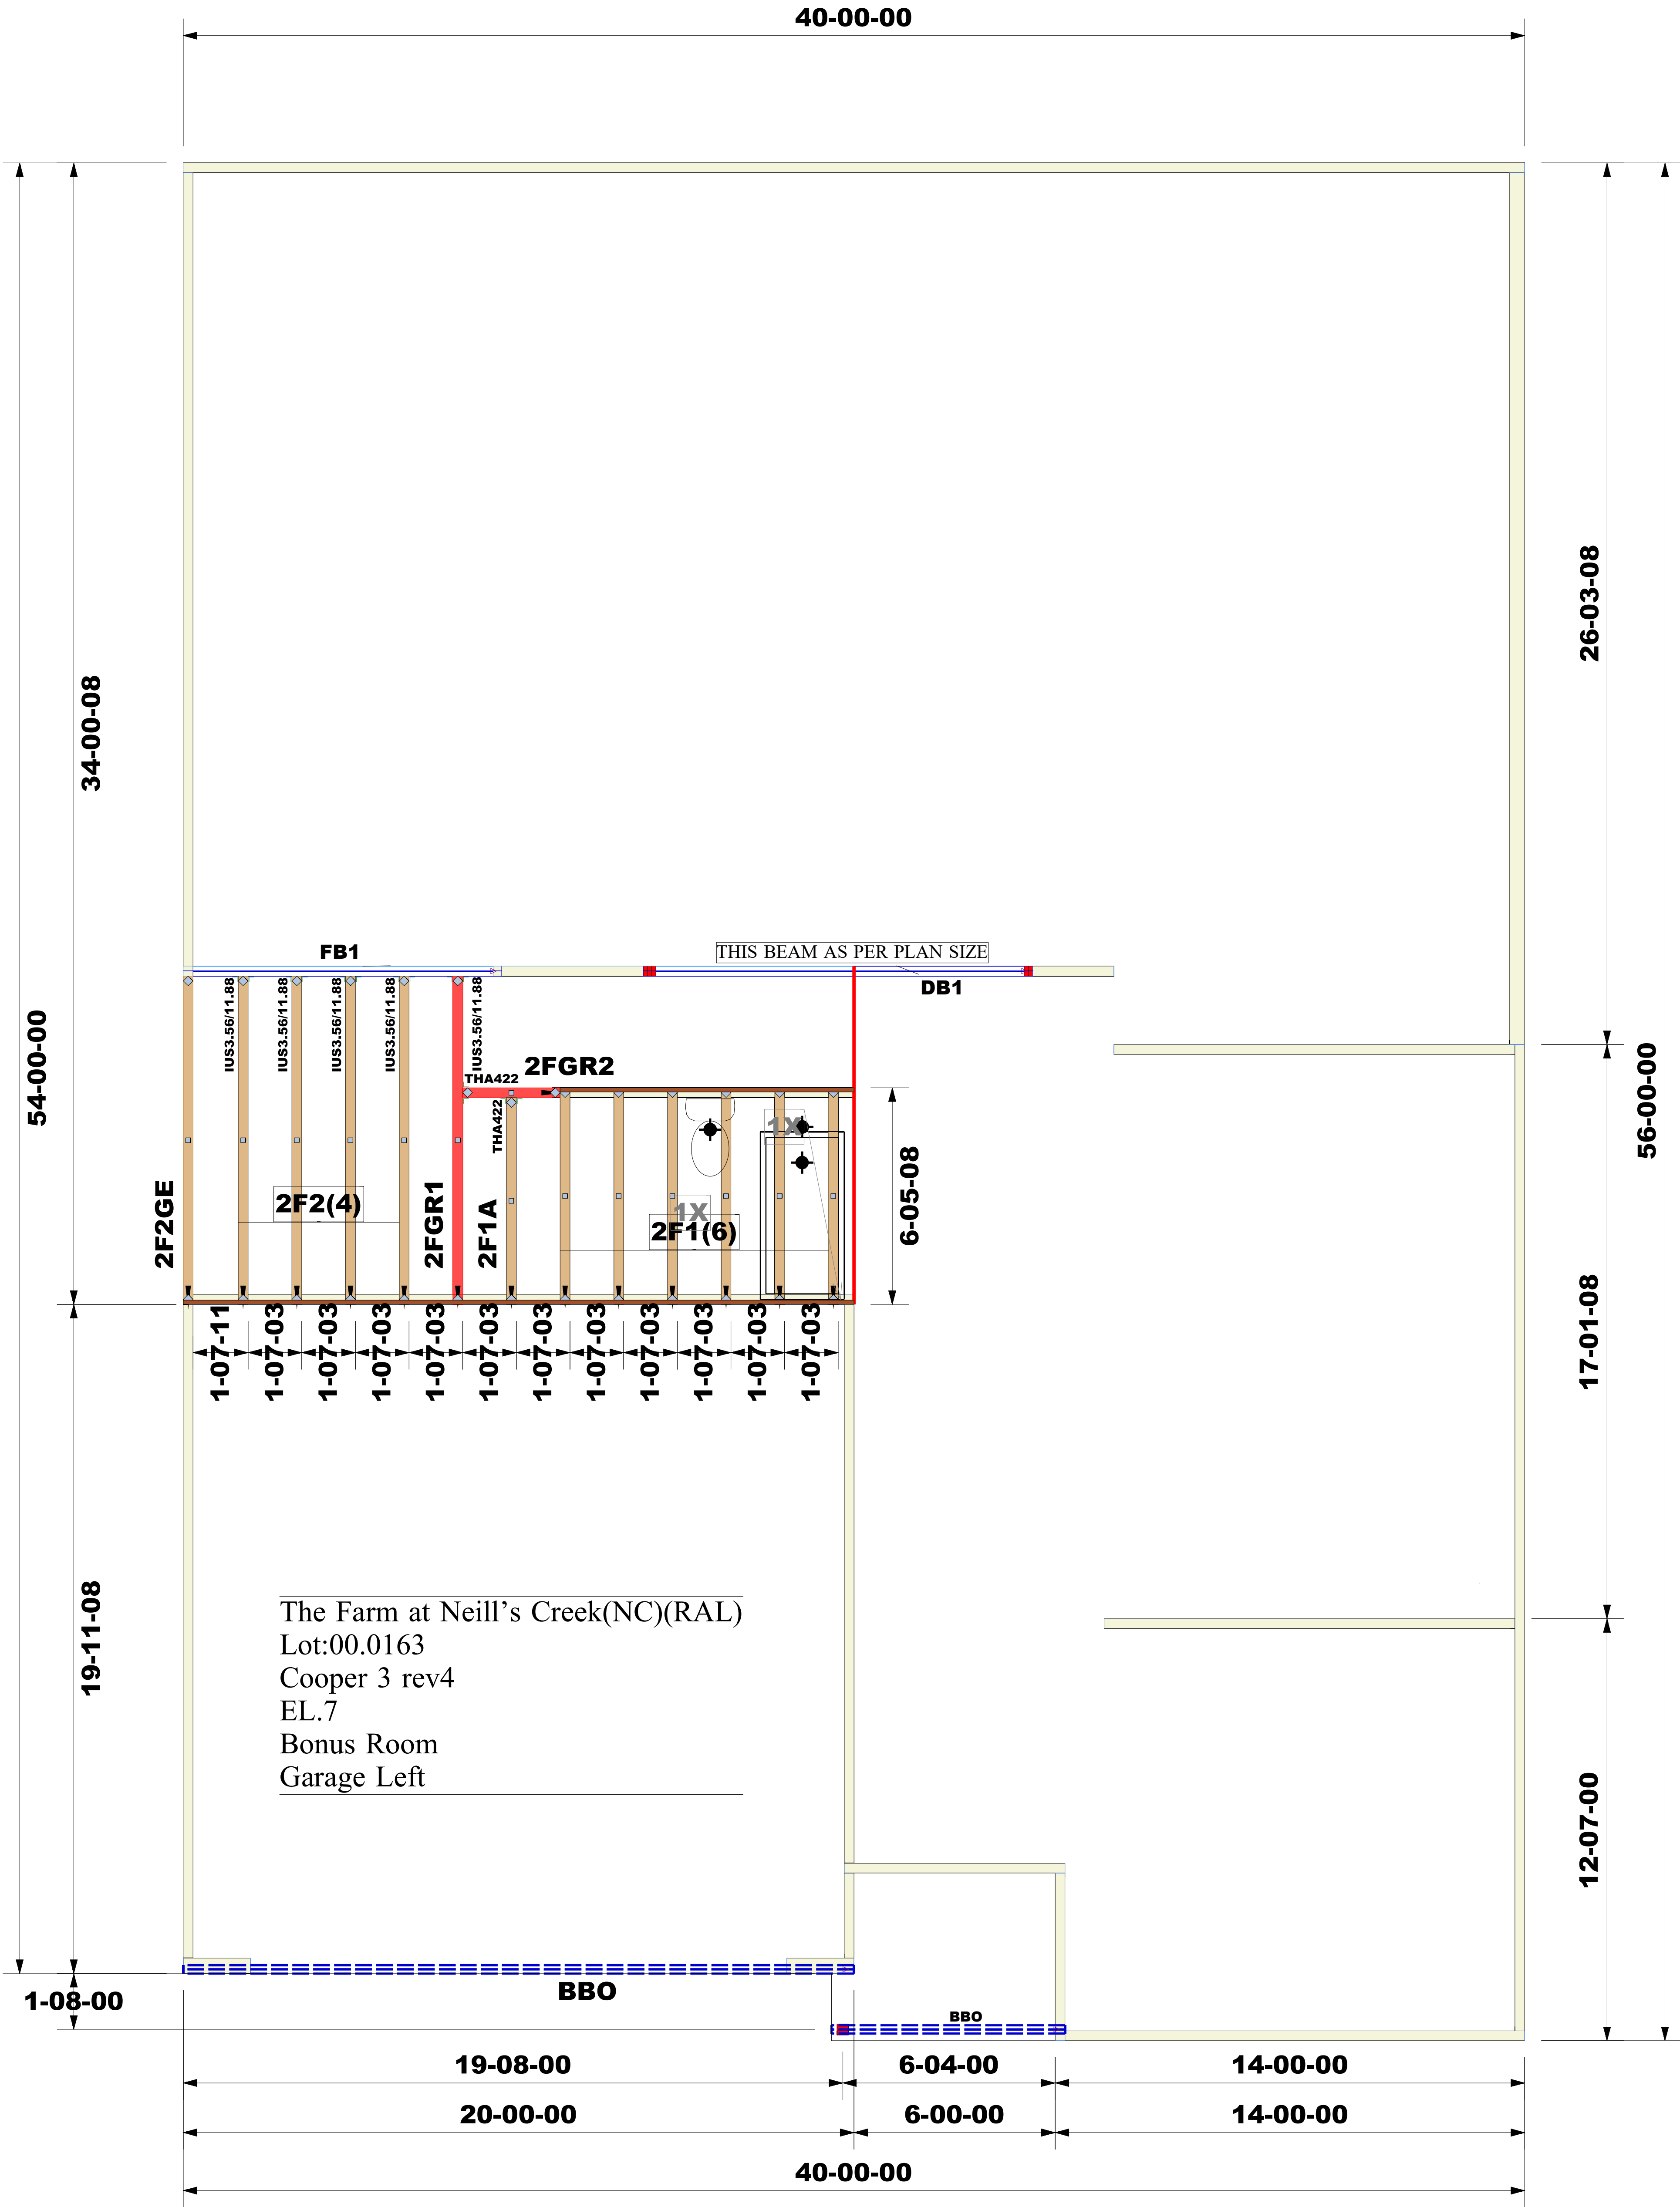 40-00-00
54-00-00
34-00-08
26-03-08
56-00-00
FB1
THIS BEAM AS PER PLAN SIZE
DB1
IUS3.56/11.88
IUS3.56/11.88
IUS3.56/11.88
IUS3.56/11.88
IUS3.56/11.88
2FGR2
THA422
THA422
1X
2F2GE
2F2(4)
2FGR1
2F1A
1X
2F1(6)
6-05-08
1-07-11
1-07-03
1-07-03
1-07-03
1-07-03
1-07-03
1-07-03
1-07-03
1-07-03
1-07-03
1-07-03
1-07-03
17-01-08
19-11-08
The Farm at Neill's Creek(NC)(RAL)
Lot:00.0163
Cooper 3 rev4
EL.7
Bonus Room
Garage Left
12-07-00
BBO
1-08-00
BBO
19-08-00
6-04-00
14-00-00
20-00-00
6-00-00
14-00-00
40-00-00